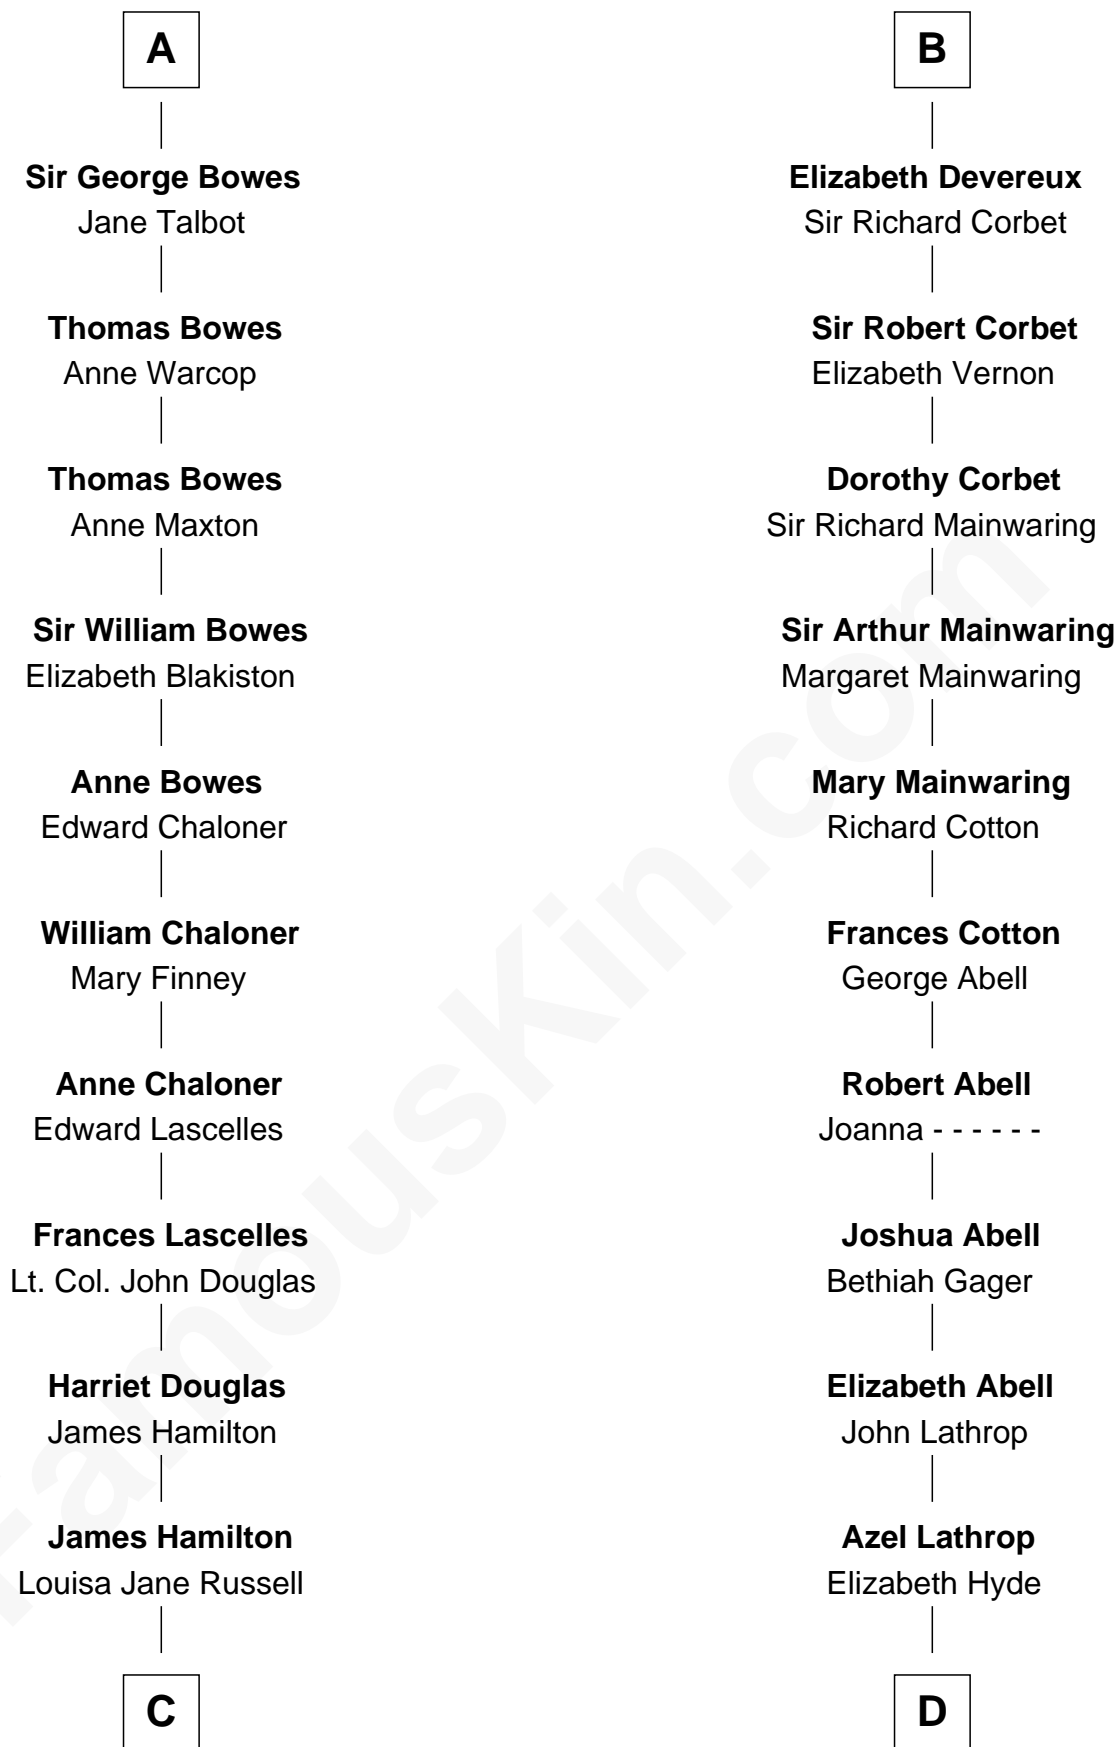 A
Sir George Bowes
Jane Talbot
Thomas Bowes
Anne Warcop
Thomas Bowes
Anne Maxton
Sir William Bowes
Elizabeth Blakiston
Anne Bowes
Edward Chaloner
William Chaloner
Mary Finney
Anne Chaloner
Edward Lascelles
Frances Lascelles
Lt. Col. John Douglas
Harriet Douglas
James Hamilton
James Hamilton
Louisa Jane Russell
C
B
Elizabeth Devereux
Sir Richard Corbet
Sir Robert Corbet
Elizabeth Vernon
Dorothy Corbet
Sir Richard Mainwaring
Sir Arthur Mainwaring
Margaret Mainwaring
Mary Mainwaring
Richard Cotton
Frances Cotton
George Abell
Robert Abell
Joanna - - - - - -
Joshua Abell
Bethiah Gager
Elizabeth Abell
John Lathrop
Azel Lathrop
Elizabeth Hyde
D
FamousKin.com